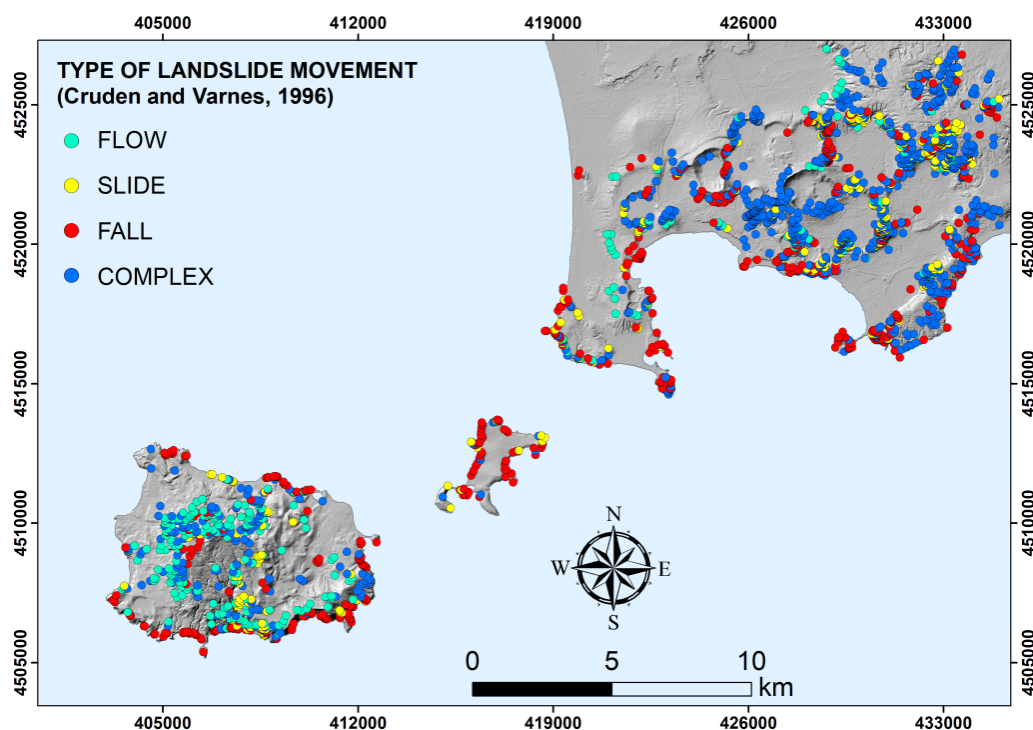 405000 412000 419000 426000 433000
TYPE OF LANDSLIDE MOVEMENT
(Cruden and Varnes, 1996)
FLOW
SLIDE
FALL
COMPLEX
4525000 4525000
4520000 4520000
4515000 4515000
4510000 4510000
4505000 4505000
N
W E
S
0 5 10
km
405000 412000 419000 426000 433000